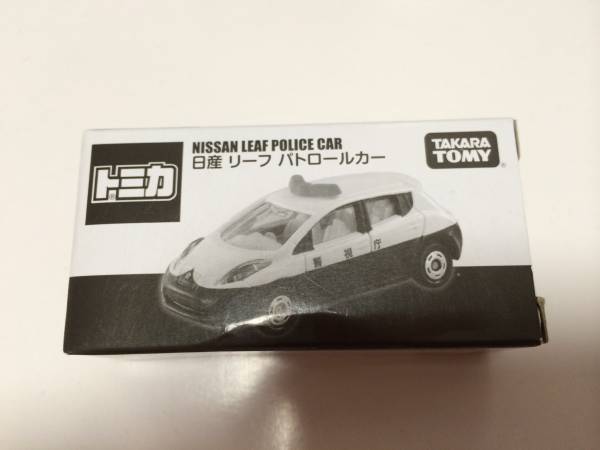 トミカ
NISSAN LEAF POLICE CAR
日産 リーフ パトロールカー
TAKARA
TOMY
警視庁